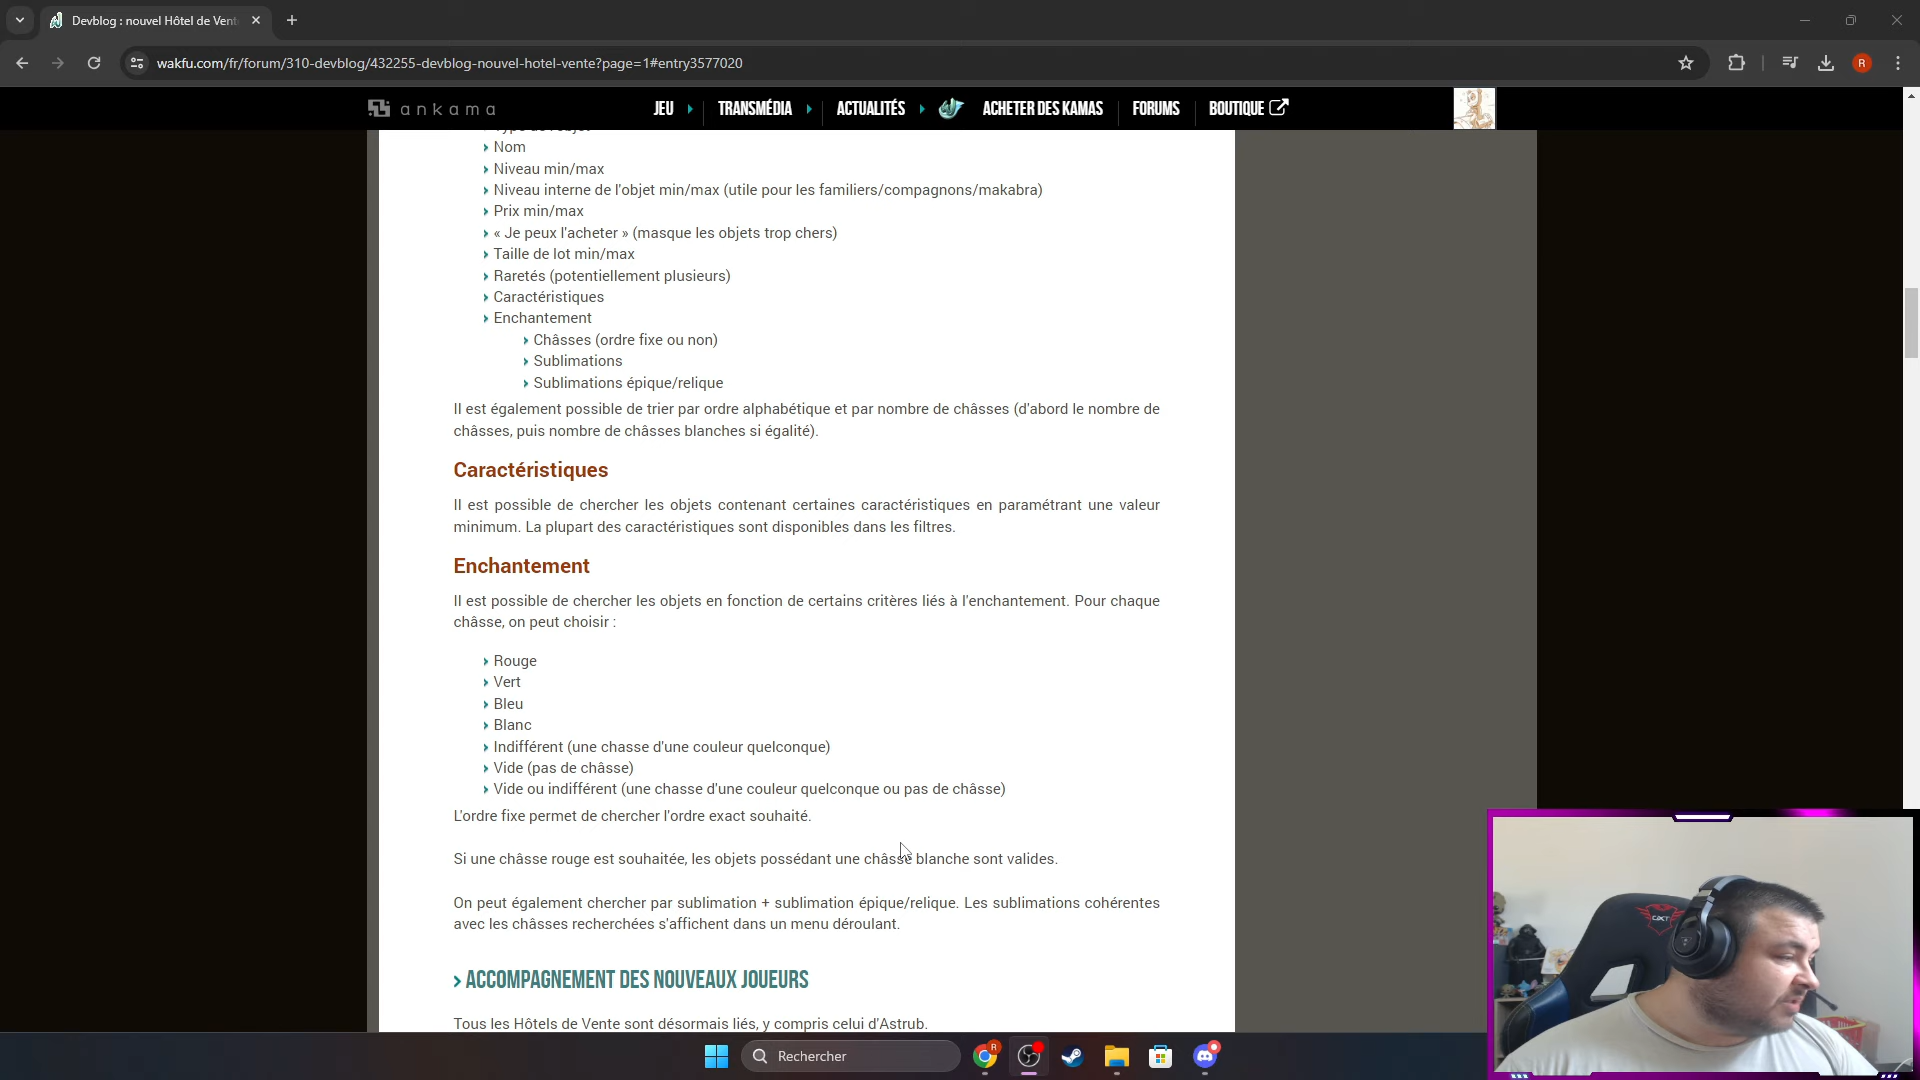 Devblog : nouvel Hôtel de Vent
wakfu.com/fr/forum/310-devblog/432255-devblog-nouvel-hotel-vente?page=1#entry3577020
R
ankama
JEU
TRANSMÉDIA
ACTUALITÉS
ACHETER DES KAMAS
FORUMS
BOUTIQUE
Type de l'objet
Nom
Niveau min/max
Niveau interne de l'objet min/max (utile pour les familiers/compagnons/makabra)
Prix min/max
« Je peux l'acheter » (masque les objets trop chers)
Taille de lot min/max
Raretés (potentiellement plusieurs)
Caractéristiques
Enchantement
Châsses (ordre fixe ou non)
Sublimations
Sublimations épique/relique
Il est également possible de trier par ordre alphabétique et par nombre de châsses (d'abord le nombre de
châsses, puis nombre de châsses blanches si égalité).
Caractéristiques
Il est possible de chercher les objets contenant certaines caractéristiques en paramétrant une valeur
minimum. La plupart des caractéristiques sont disponibles dans les filtres.
Enchantement
Il est possible de chercher les objets en fonction de certains critères liés à l'enchantement. Pour chaque
châsse, on peut choisir :
Rouge
Vert
Bleu
Blanc
Indifférent (une chasse d'une couleur quelconque)
Vide (pas de châsse)
Vide ou indifférent (une chasse d'une couleur quelconque ou pas de châsse)
L'ordre fixe permet de chercher l'ordre exact souhaité.
Si une châsse rouge est souhaitée, les objets possédant une châsse blanche sont valides.
On peut également chercher par sublimation + sublimation épique/relique. Les sublimations cohérentes
avec les châsses recherchées s'affichent dans un menu déroulant.
ACCOMPAGNEMENT DES NOUVEAUX JOUEURS
Tous les Hôtels de Vente sont désormais liés, y compris celui d'Astrub.
Rechercher
R